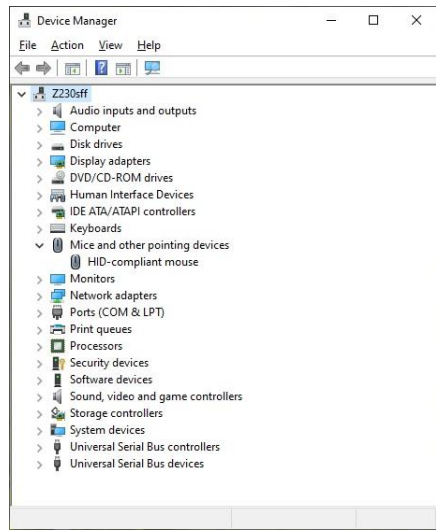 Device Manager
File Action View Help
Z230sff
Audio inputs and outputs
Computer
Disk drives
Display adapters
DVD/CD-ROM drives
Human Interface Devices
IDE ATA/ATAPI controllers
Keyboards
Mice and other pointing devices
HID-compliant mouse
Monitors
Network adapters
Ports (COM & LPT)
Print queues
Processors
Security devices
Software devices
Sound, video and game controllers
Storage controllers
System devices
Universal Serial Bus controllers
Universal Serial Bus devices